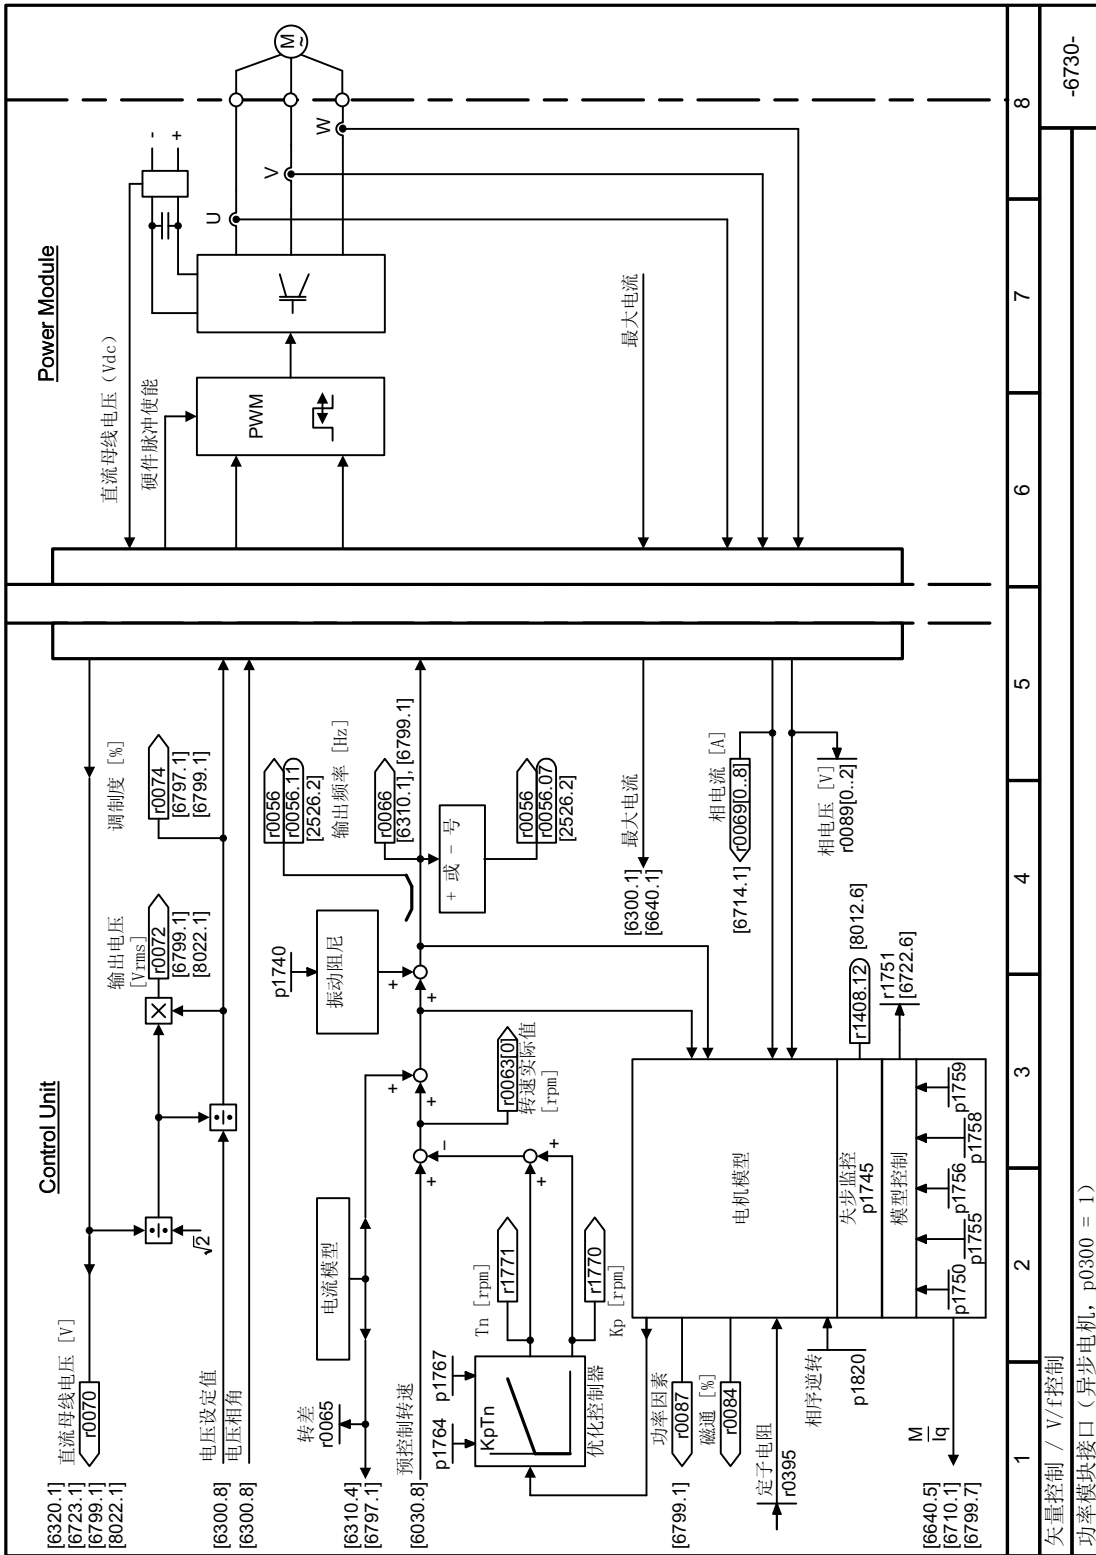 Control Unit
Power Module
[6320.1]
[6723.1]
[6799.1]
[8022.1]
直流母线电压 [V]
r0070
√2
÷
÷
×
输出电压
[Vrms]
r0072
[6799.1]
[8022.1]
调制度 [%]
r0074
[6797.1]
[6799.1]
直流母线电压 (Vdc)
硬件脉冲使能
PWM
- +
U
V
W
M
~
[6300.8]
电压设定值
[6300.8]
电压相角
[6310.4]
[6797.1]
转差
r0065
电流模型
p1740
振动阻尼
r0056
r0056.11
[2526.2]
输出频率 [Hz]
r0066
[6310.1], [6799.1]
+ 或 - 号
r0056
r0056.07
[2526.2]
[6030.8]
预控制转速
+
-
+
+
+
+
r0063[0]
转速实际值
[rpm]
p1764
p1767
KpTn
优化控制器
Tn [rpm]
r1771
r1770
Kp [rpm]
+
+
最大电流
[6300.1]
[6640.1]
最大电流
[6799.1]
功率因素
r0087
磁通 [%]
r0084
定子电阻
r0395
相序逆转
p1820
电机模型
失步监控
p1745
模型控制
p1750
p1755
p1756
p1758
p1759
r1408.12
[8012.6]
r1751
[6722.6]
[6714.1]
r0069[0..8]
相电流 [A]
相电压 [V]
r0089[0..2]
[6640.5]
[6710.1]
[6799.7]
M
Iq
1 2 3 4 5 6 7 8
矢量控制 / V/f控制
功率模块接口 (异步电机, p0300 = 1)
-6730-